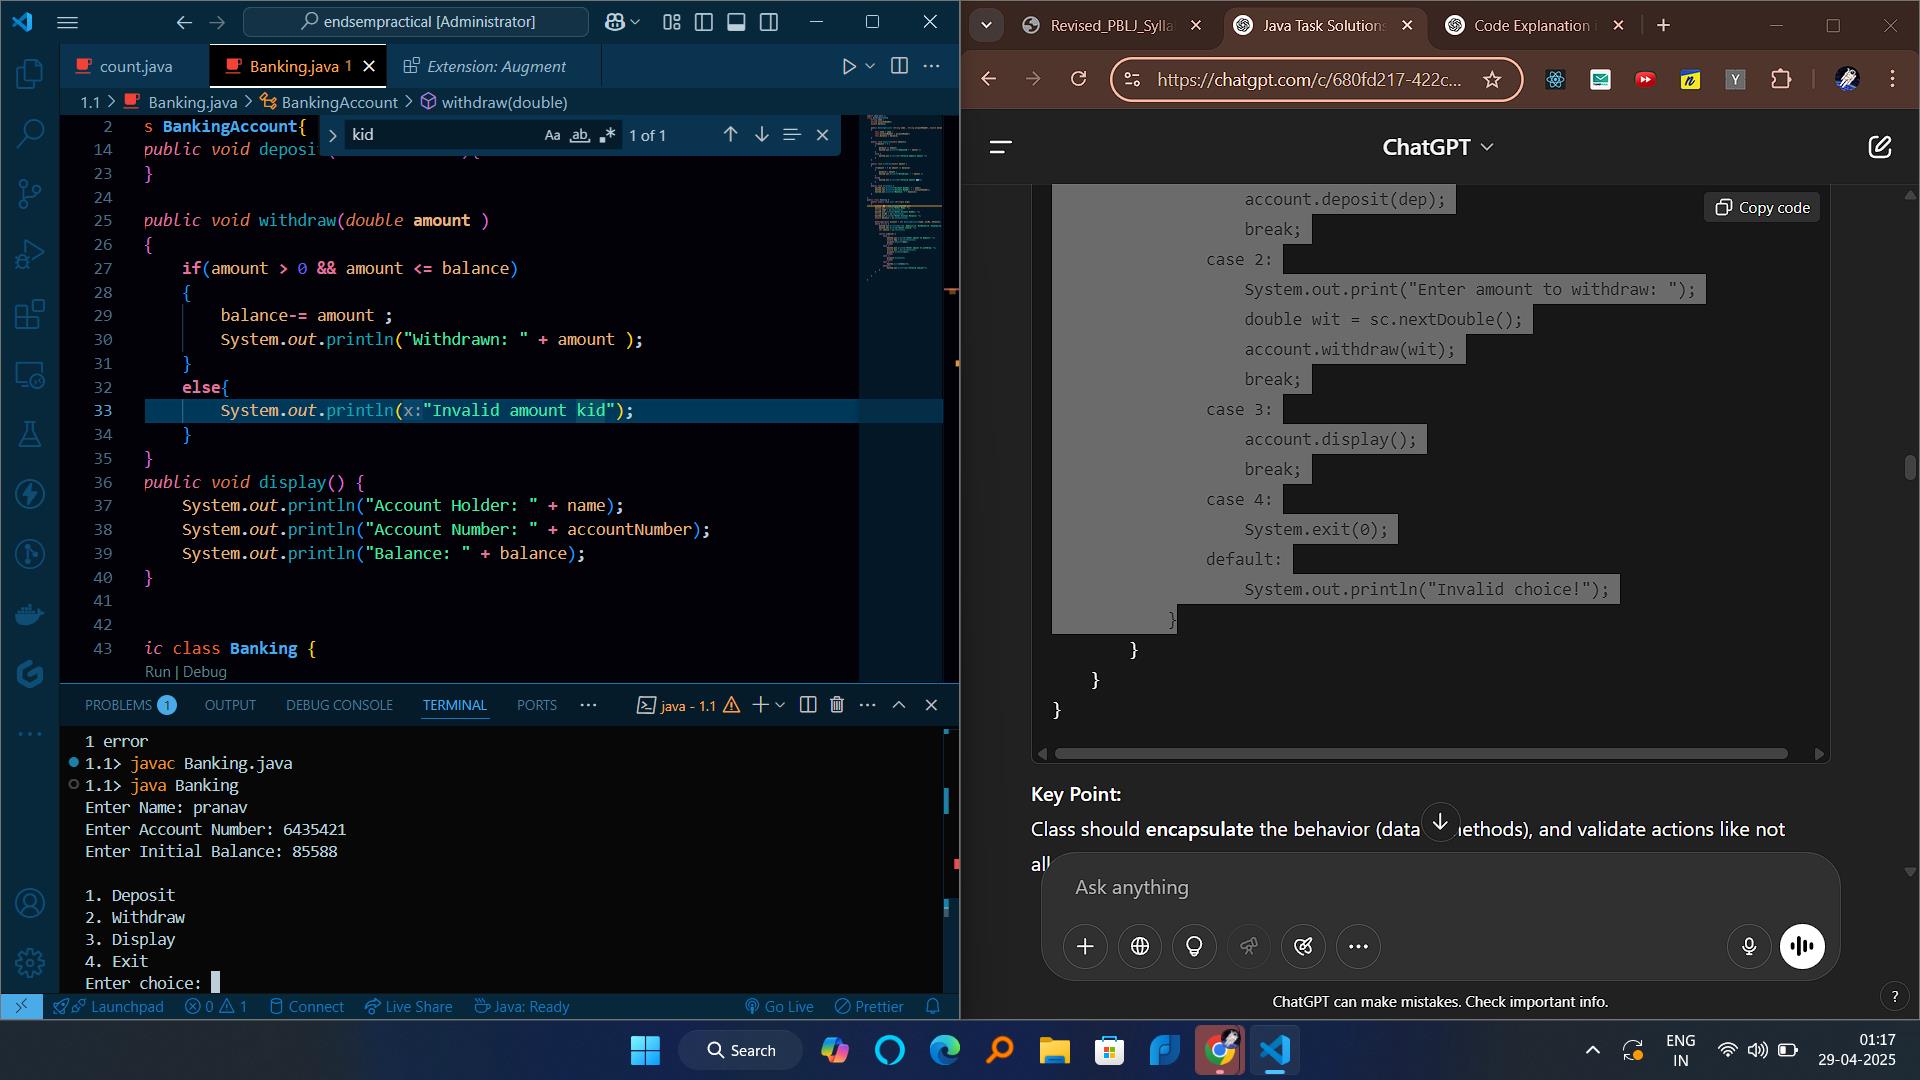 endsempractical [Administrator]
count.java
Banking.java 1
Extension: Augment
1.1 > Banking.java > BankingAccount > withdraw(double)
kid
Aa
ab
1 of 1
2 s BankingAccount{
14 public void deposi
23 }
24
25 public void withdraw(double amount )
26 {
27 if(amount > 0 && amount <= balance)
28 {
29 balance-= amount ;
30 System.out.println("Withdrawn: " + amount );
31 }
32 else{
33 System.out.println(x:"Invalid amount kid");
34 }
35 }
36 public void display() {
37 System.out.println("Account Holder: " + name);
38 System.out.println("Account Number: " + accountNumber);
39 System.out.println("Balance: " + balance);
40 }
41
42
43 ic class Banking {
Run | Debug
PROBLEMS 1
OUTPUT
DEBUG CONSOLE
TERMINAL
PORTS
java - 1.1
1 error
1.1> javac Banking.java
1.1> java Banking
Enter Name: pranav
Enter Account Number: 6435421
Enter Initial Balance: 85588
1. Deposit
2. Withdraw
3. Display
4. Exit
Enter choice:
Launchpad
0 1
Connect
Live Share
Java: Ready
Go Live
Prettier
Revised_PBLJ_Sylla
Java Task Solutions
Code Explanation
https://chatgpt.com/c/680fd217-422c...
ChatGPT
Copy code
account.deposit(dep);
break;
case 2:
System.out.print("Enter amount to withdraw: ");
double wit = sc.nextDouble();
account.withdraw(wit);
break;
case 3:
account.display();
break;
case 4:
System.exit(0);
default:
System.out.println("Invalid choice!");
}
}
}
}
Key Point:
Class should encapsulate the behavior (data ethods), and validate actions like not
all
Ask anything
ChatGPT can make mistakes. Check important info.
?
Search
ENG
IN
01:17
29-04-2025